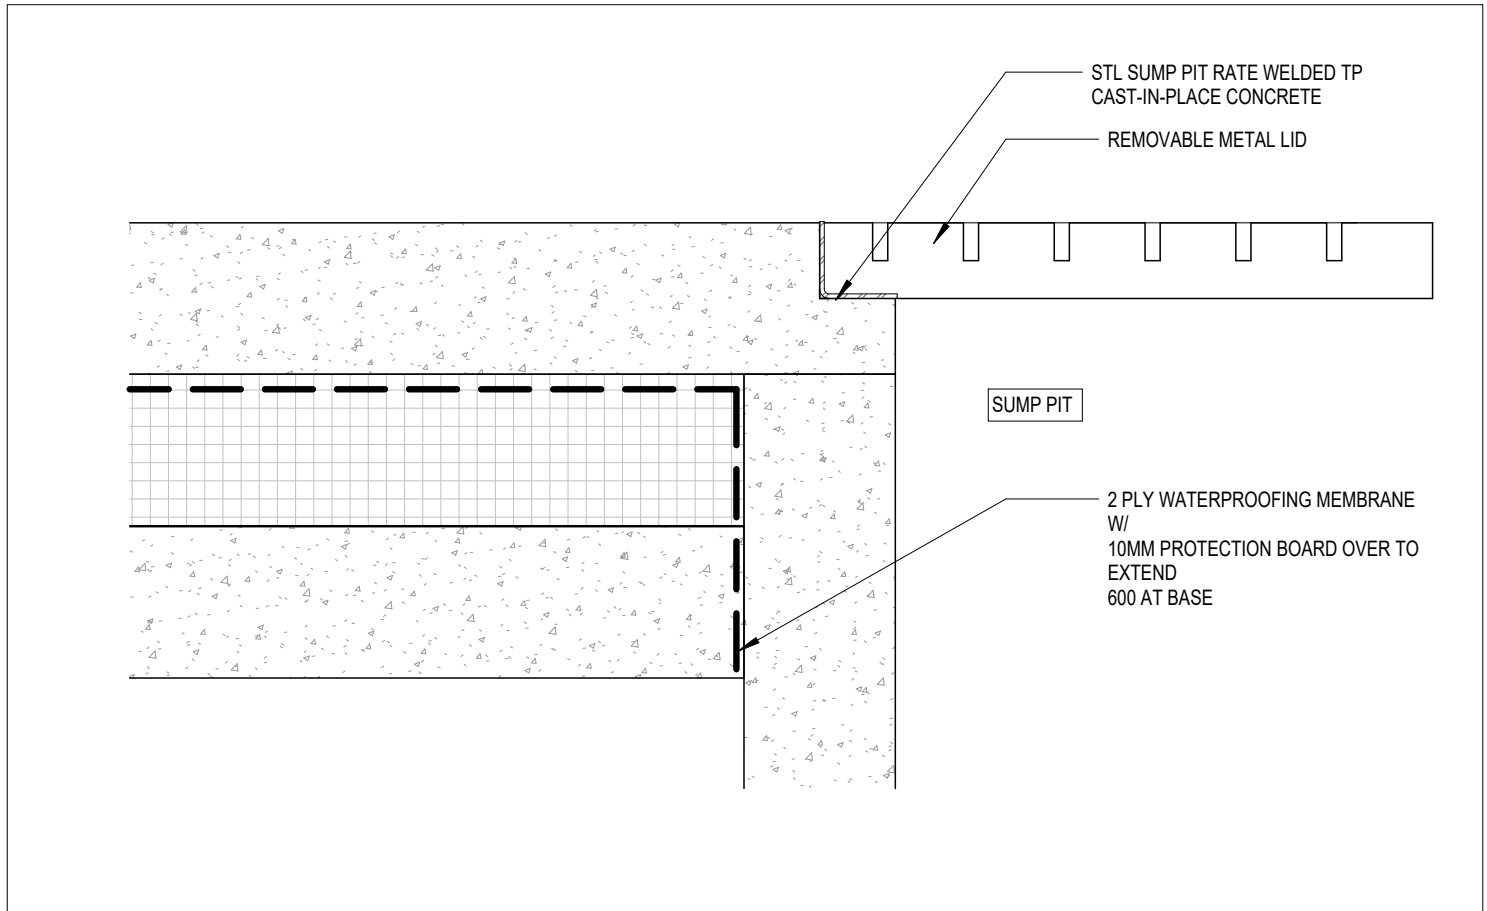 STL SUMP PIT RATE WELDED TP
CAST-IN-PLACE CONCRETE
REMOVABLE METAL LID
SUMP PIT
2 PLY WATERPROOFING MEMBRANE
W/
10MM PROTECTION BOARD OVER TO
EXTEND
600 AT BASE